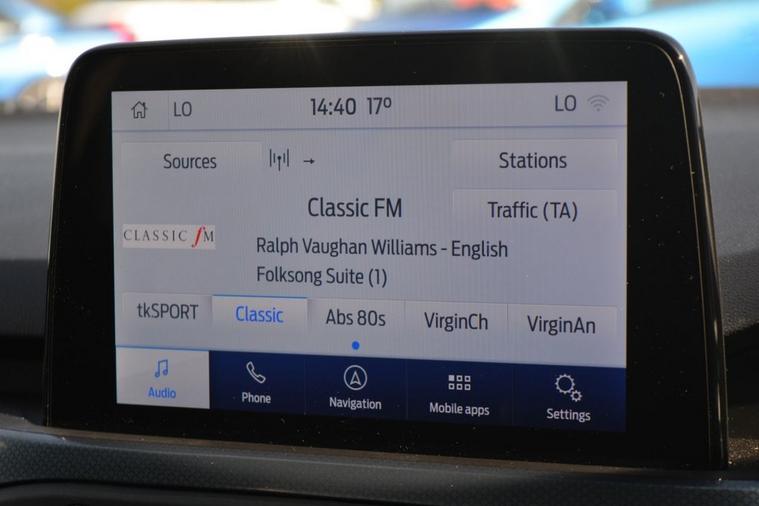 LO 14:40 17º LO
Sources Stations
Classic FM
Traffic (TA)
CLASSIC fM
Ralph Vaughan Williams - English
Folksong Suite (1)
tkSPORT Classic Abs 80s VirginCh VirginAn
Audio Phone Navigation Mobile apps Settings